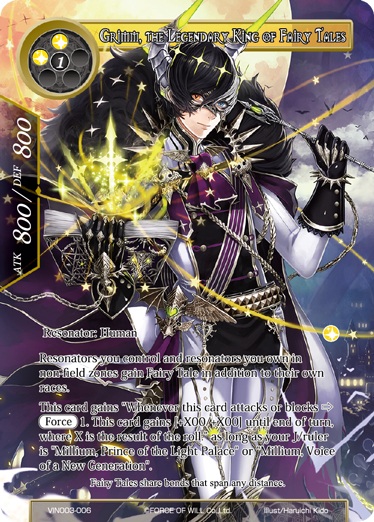 Grimm, the Legendary King of Fairy Tales
1
ATK 800 / DEF 800
Resonator: Human
Resonators you control and resonators you own in
non-field zones gain Fairy Tale in addition to their own
races.
This card gains "Whenever this card attacks or blocks ⇨
Force 1. This card gains [+X00/+X00] until end of turn,
where X is the result of the roll" as long as your J/ruler
is "Millium, Prince of the Light Palace" or "Millium, Voice
of a New Generation".
Fairy Tales share bonds that span any distance.
VIN003-006
©FORCE OF WILL Co.Ltd.
Illust/Haruichi Kido